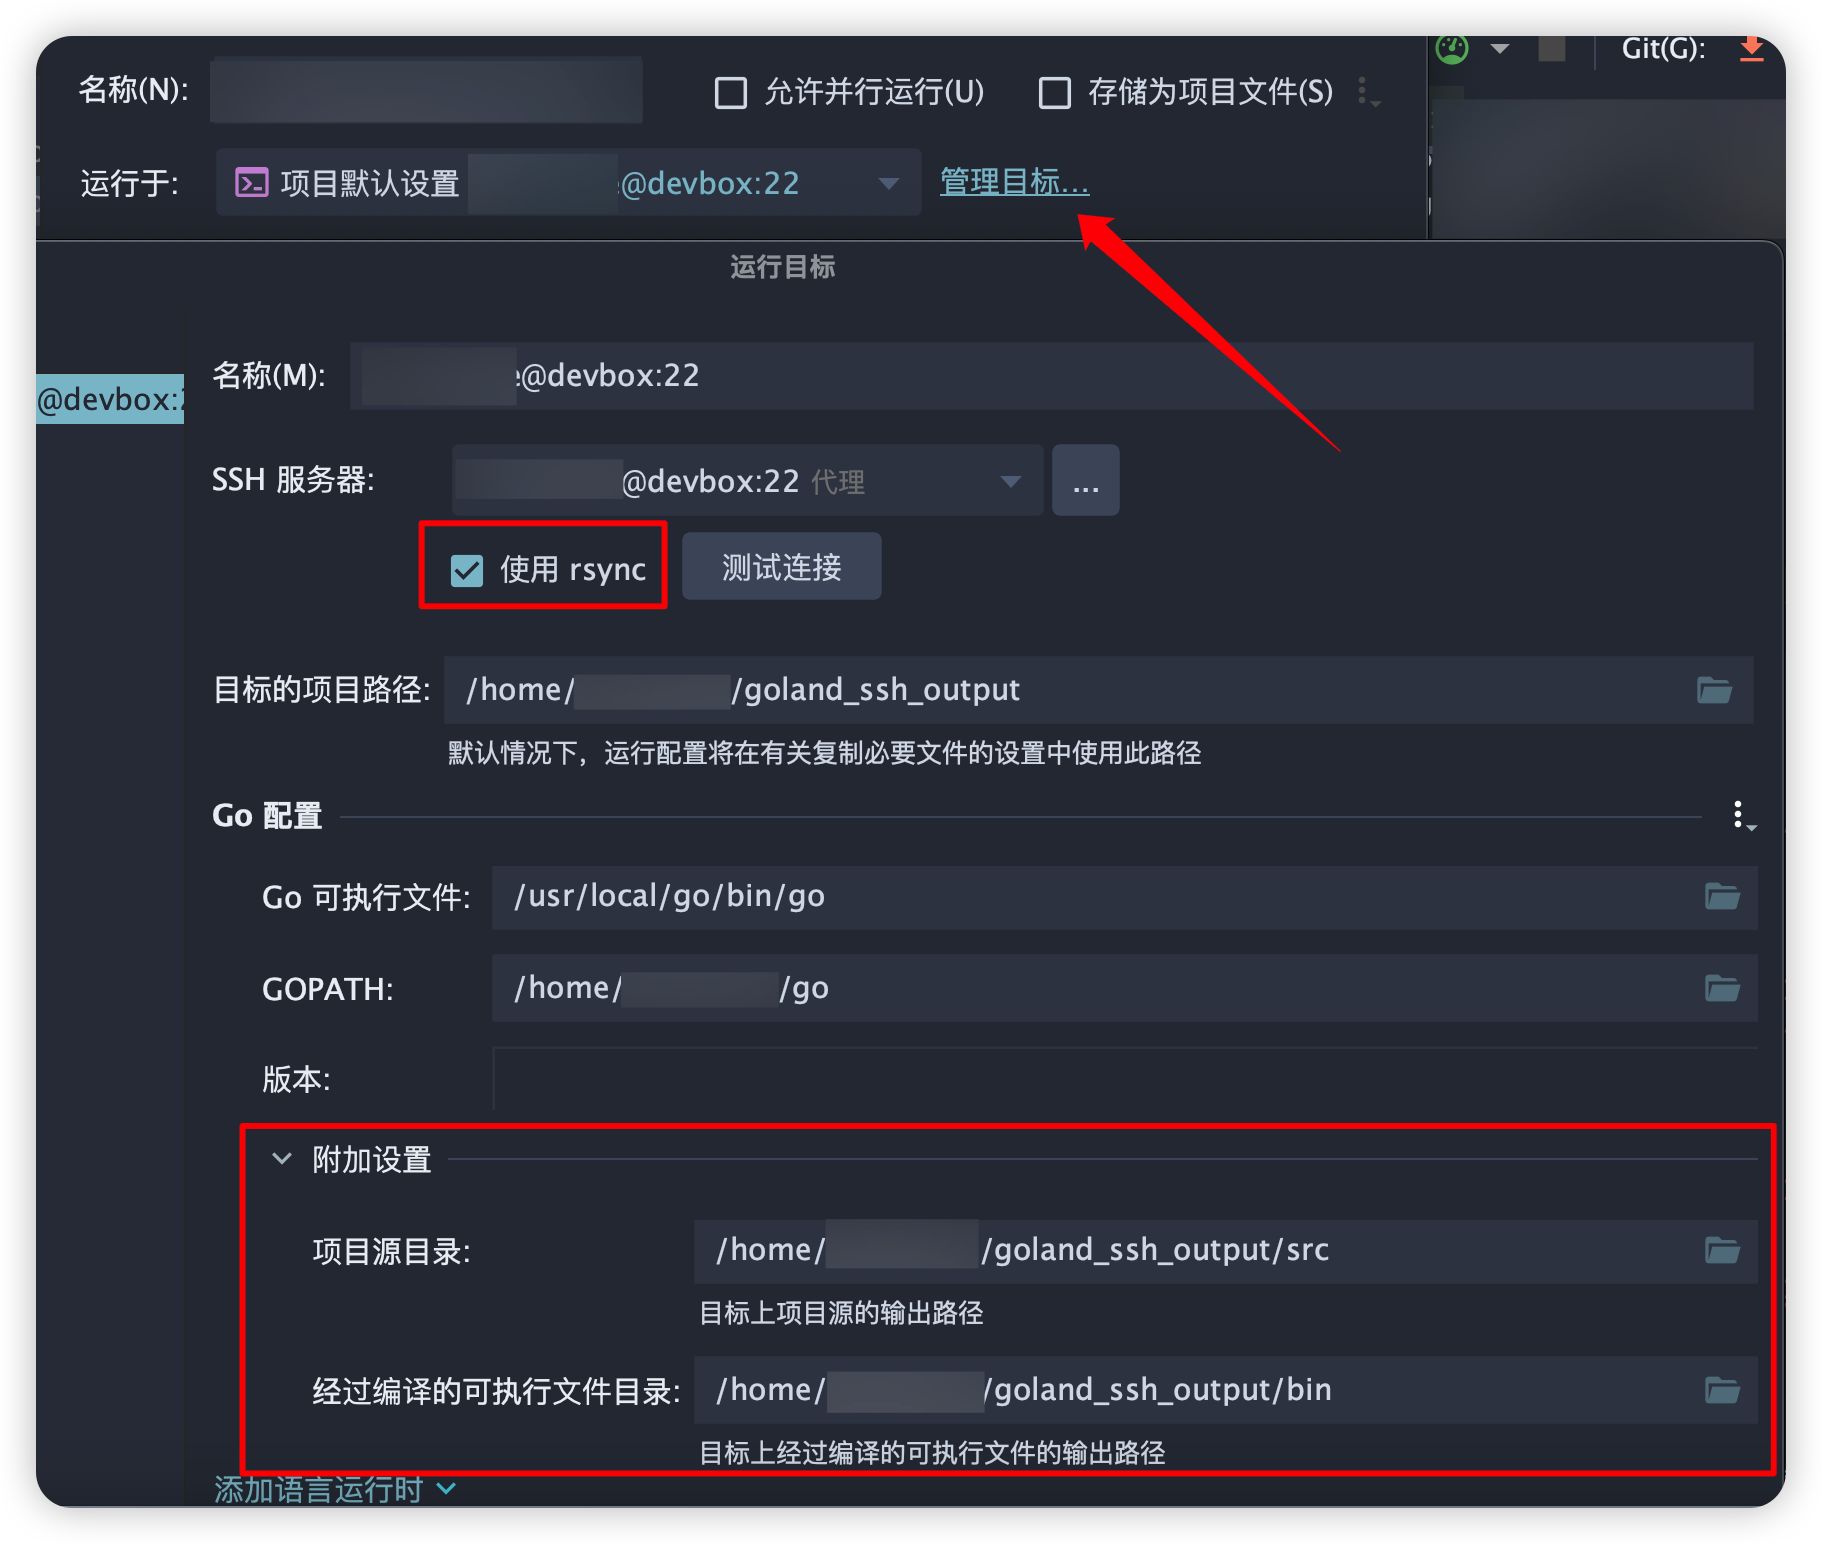 Git(G):
名称(N):
允许并行运行(U)
存储为项目文件(S)
运行于:
项目默认设置
@devbox:22
管理目标...
运行目标
@devbox:2
名称(M):
e@devbox:22
SSH 服务器:
@devbox:22 代理
...
使用 rsync
测试连接
目标的项目路径:
/home/
/goland_ssh_output
默认情况下，运行配置将在有关复制必要文件的设置中使用此路径
Go 配置
Go 可执行文件:
/usr/local/go/bin/go
GOPATH:
/home/
/go
版本:
附加设置
项目源目录:
/home/
/goland_ssh_output/src
目标上项目源的输出路径
经过编译的可执行文件目录:
/home/
/goland_ssh_output/bin
目标上经过编译的可执行文件的输出路径
添加语言运行时